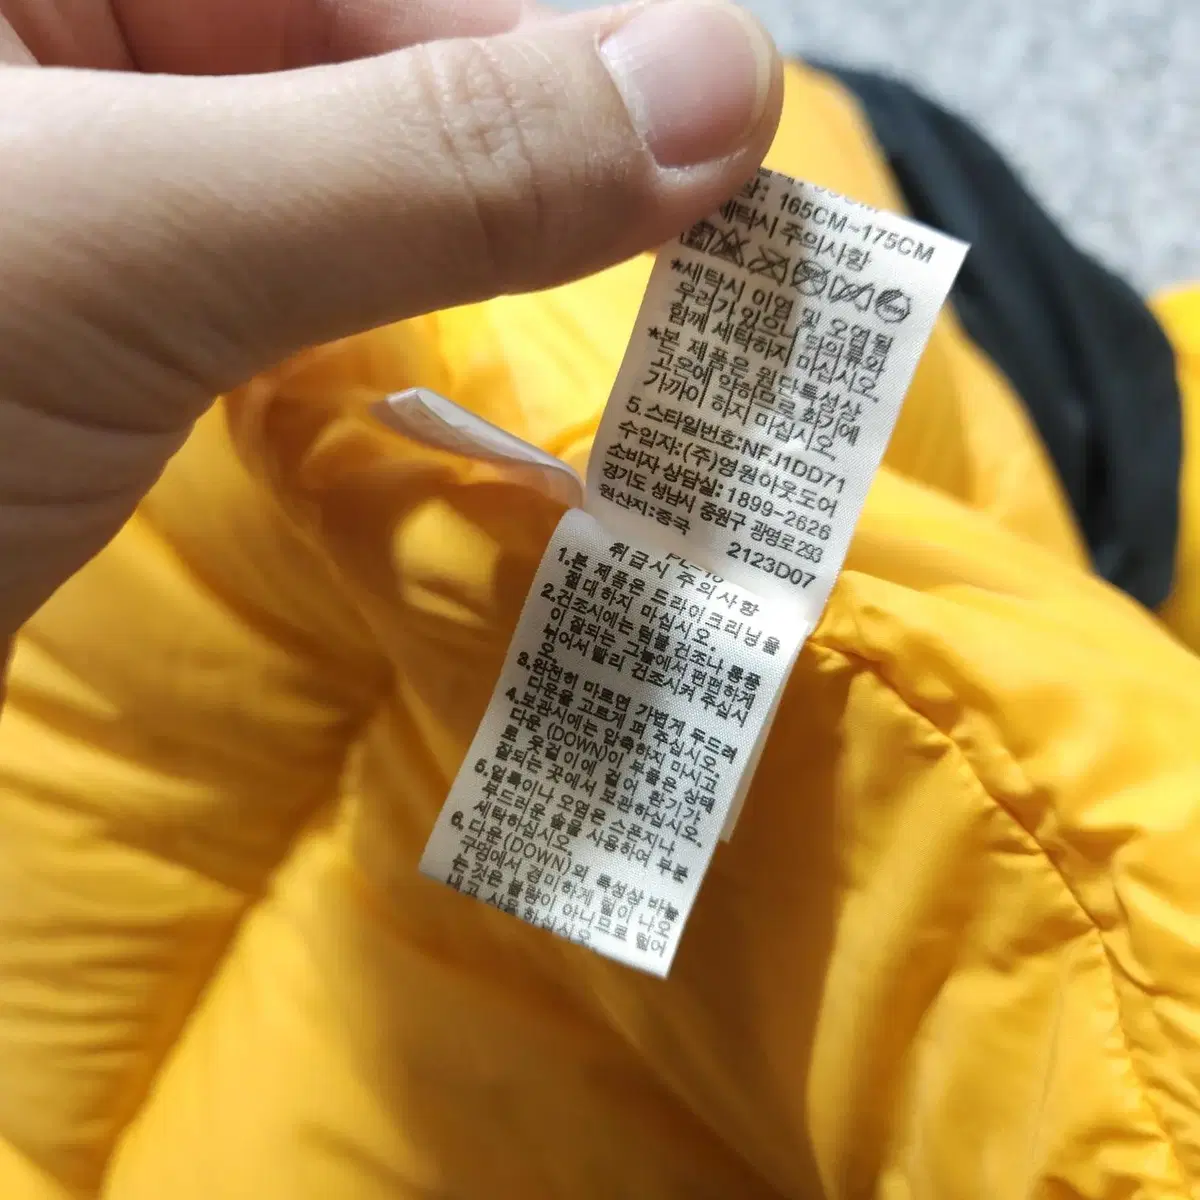 165CM~175CM
세탁시 주의사항
*세탁시 이염 및 오염될
우려가 있으니 타의류와
함께 세탁하지 마십시오.
*본 제품은 원단특성상
고온에 약하므로 화기에
가까이 하지 마십시오
5.스타일번호:NFJ1DD71
수입자:(주)영원아웃도어
소비자 상담실:1899-2626
경기도 성남시 중원구 광명로 293
원산지:중국
2123D07
취급시 주의사항
1.본 제품은 드라이크리닝을
절대 하지 마십시오.
2.건조시에는 텀블 건조나 통풍
이 잘되는 그늘에서 편편하게
뉘어서 빨리 건조시켜 주십시
오.
3.완전히 마르면 가볍게 두드려
다운을 고르게 펴 주십시오.
4.보관시에는 압축하지 마시고
다운(DOWN)이 부풀은 상태
로 옷걸이에 걸어 환기가
잘되는 곳에서 보관하십시오.
5.얼룩이나 오염은 스폰지나
부드러운 솔을 사용하여 부분
세탁하십시오
6.다운(DOWN)의 특성상 바늘
구멍에서 경미하게 털이 나오
는것은 불량이 아니므로 믿어
내고 사용하십시오.